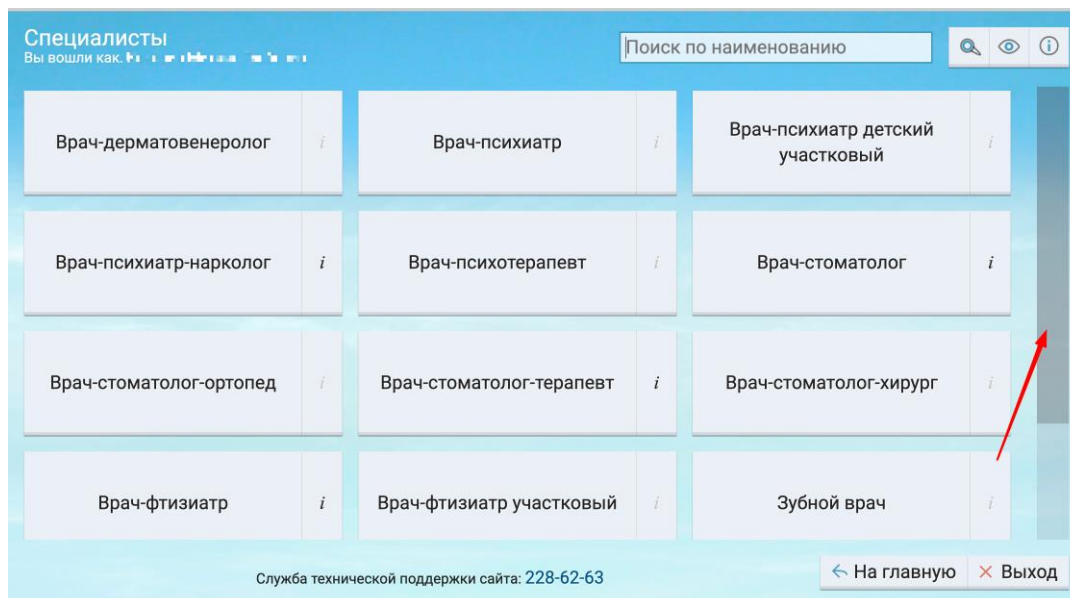 Специалисты
Вы вошли как.
Поиск по наименованию
Врач-дерматовенеролог i
Врач-психиатр i
Врач-психиатр детский
участковый i
Врач-психиатр-нарколог i
Врач-психотерапевт i
Врач-стоматолог i
Врач-стоматолог-ортопед i
Врач-стоматолог-терапевт i
Врач-стоматолог-хирург i
Врач-фтизиатр i
Врач-фтизиатр участковый i
Зубной врач i
Служба технической поддержки сайта: 228-62-63
На главную
Выход